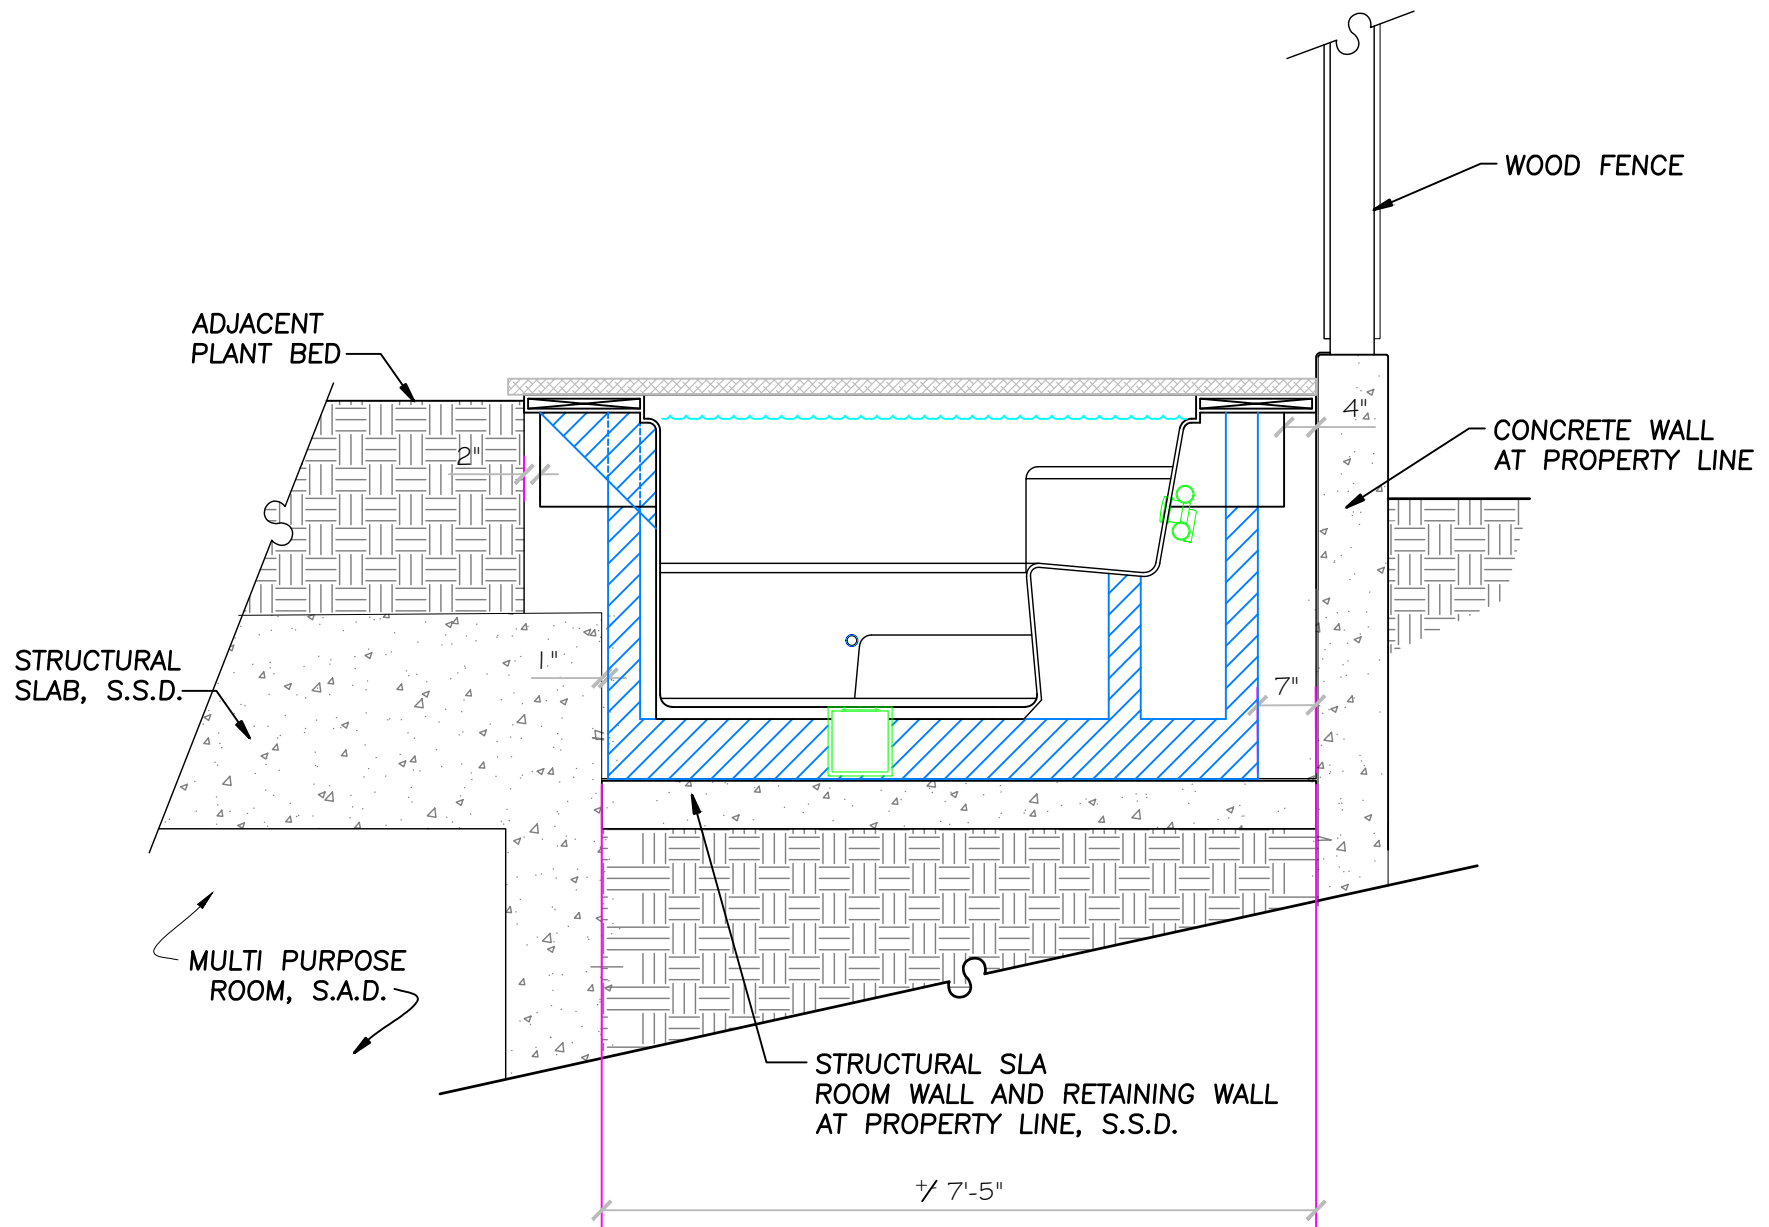 WOOD FENCE
ADJACENT
PLANT BED
4"
CONCRETE WALL
AT PROPERTY LINE
2"
STRUCTURAL
SLAB, S.S.D.
1"
7"
MULTI PURPOSE
ROOM, S.A.D.
STRUCTURAL SLA
ROOM WALL AND RETAINING WALL
AT PROPERTY LINE, S.S.D.
+/- 7'-5"